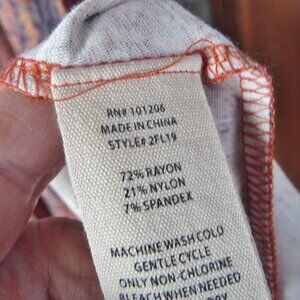 RN# 101206
MADE IN CHINA
STYLE# 2FL19
72% RAYON
21% NYLON
7% SPANDEX
MACHINE WASH COLD
GENTLE CYCLE
ONLY NON-CHLORINE
BLEACH WHEN NEEDED